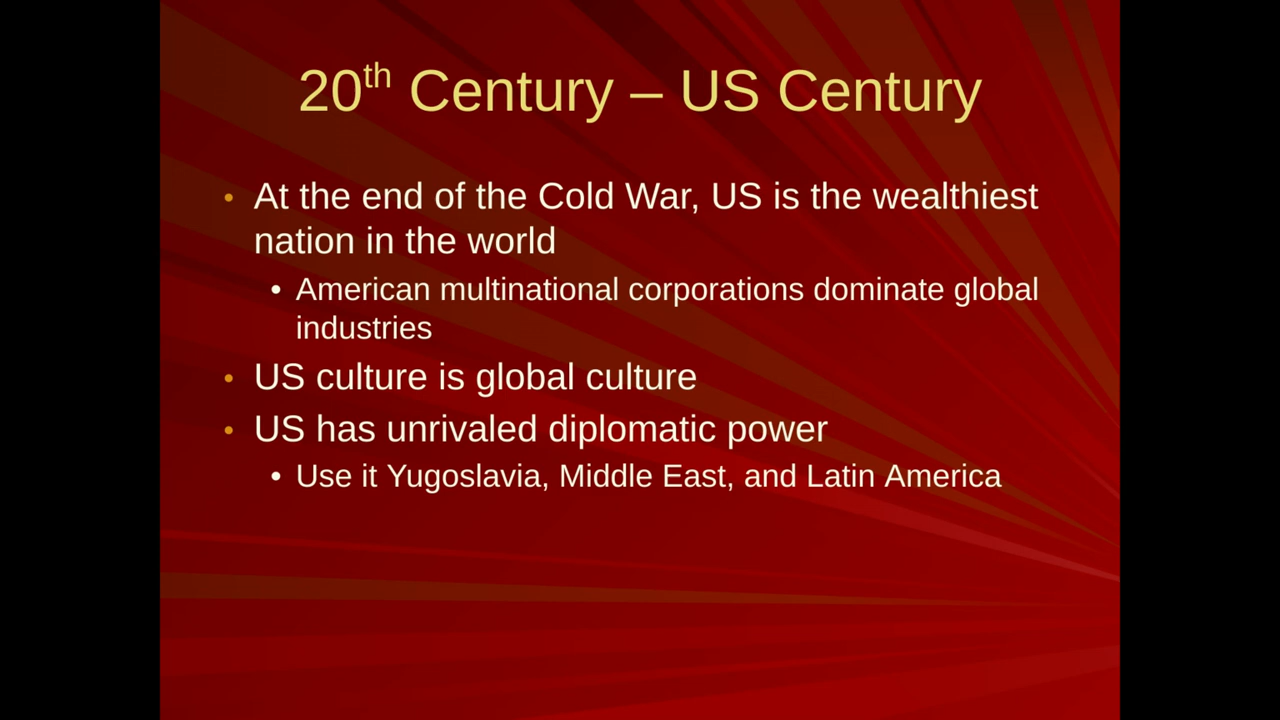 20th Century – US Century
• At the end of the Cold War, US is the wealthiest
nation in the world
• American multinational corporations dominate global
industries
• US culture is global culture
• US has unrivaled diplomatic power
• Use it Yugoslavia, Middle East, and Latin America